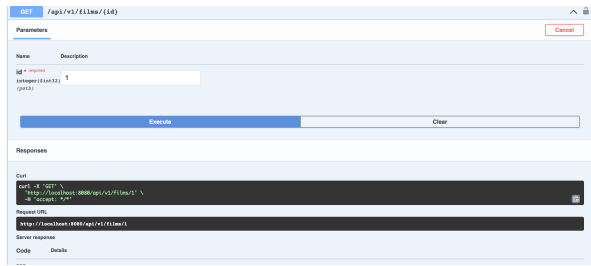 GET /api/v1/films/{id}
Parameters
Cancel
Name Description
id * required
integer($int32)
(path)
1
Execute
Clear
Responses
Curl
curl -X 'GET' \
'http://localhost:8080/api/v1/films/1' \
-H 'accept: */*'
Request URL
http://localhost:8080/api/v1/films/1
Server response
Code Details